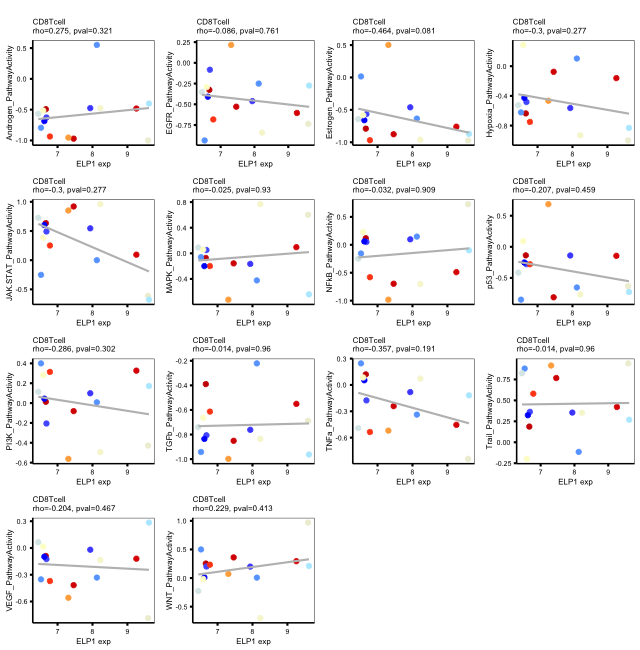 CD8Tcell
rho=0.275, pval=0.321
Androgen_PathwayActivity
0.5
0.0
-0.5
-1.0
7
8
9
ELP1 exp
CD8Tcell
rho=-0.086, pval=0.761
EGFR_PathwayActivity
0.25
0.00
-0.25
-0.50
-0.75
7
8
9
ELP1 exp
CD8Tcell
rho=-0.464, pval=0.081
Estrogen_PathwayActivity
0.5
0.0
-0.5
-1.0
7
8
9
ELP1 exp
CD8Tcell
rho=-0.3, pval=0.277
Hypoxia_PathwayActivity
0.0
-0.4
-0.8
7
8
9
ELP1 exp
CD8Tcell
rho=-0.3, pval=0.277
JAK.STAT_PathwayActivity
1.0
0.5
0.0
-0.5
7
8
9
ELP1 exp
CD8Tcell
rho=-0.025, pval=0.93
MAPK_PathwayActivity
0.8
0.4
0.0
-0.4
7
8
9
ELP1 exp
CD8Tcell
rho=-0.032, pval=0.909
NFkB_PathwayActivity
0.5
0.0
-0.5
-1.0
7
8
9
ELP1 exp
CD8Tcell
rho=-0.207, pval=0.459
p53_PathwayActivity
0.5
0.0
-0.5
7
8
9
ELP1 exp
CD8Tcell
rho=-0.286, pval=0.302
PI3K_PathwayActivity
0.4
0.2
0.0
-0.2
-0.4
-0.6
7
8
9
ELP1 exp
CD8Tcell
rho=-0.014, pval=0.96
TGFb_PathwayActivity
-0.2
-0.4
-0.6
-0.8
-1.0
7
8
9
ELP1 exp
CD8Tcell
rho=-0.357, pval=0.191
TNFa_PathwayActivity
0.3
0.0
-0.3
-0.6
7
8
9
ELP1 exp
CD8Tcell
rho=-0.014, pval=0.96
Trail_PathwayActivity
1.00
0.75
0.50
0.25
0.00
-0.25
7
8
9
ELP1 exp
CD8Tcell
rho=-0.204, pval=0.467
VEGF_PathwayActivity
0.3
0.0
-0.3
-0.6
7
8
9
ELP1 exp
CD8Tcell
rho=0.229, pval=0.413
WNT_PathwayActivity
1.0
0.5
0.0
-0.5
7
8
9
ELP1 exp